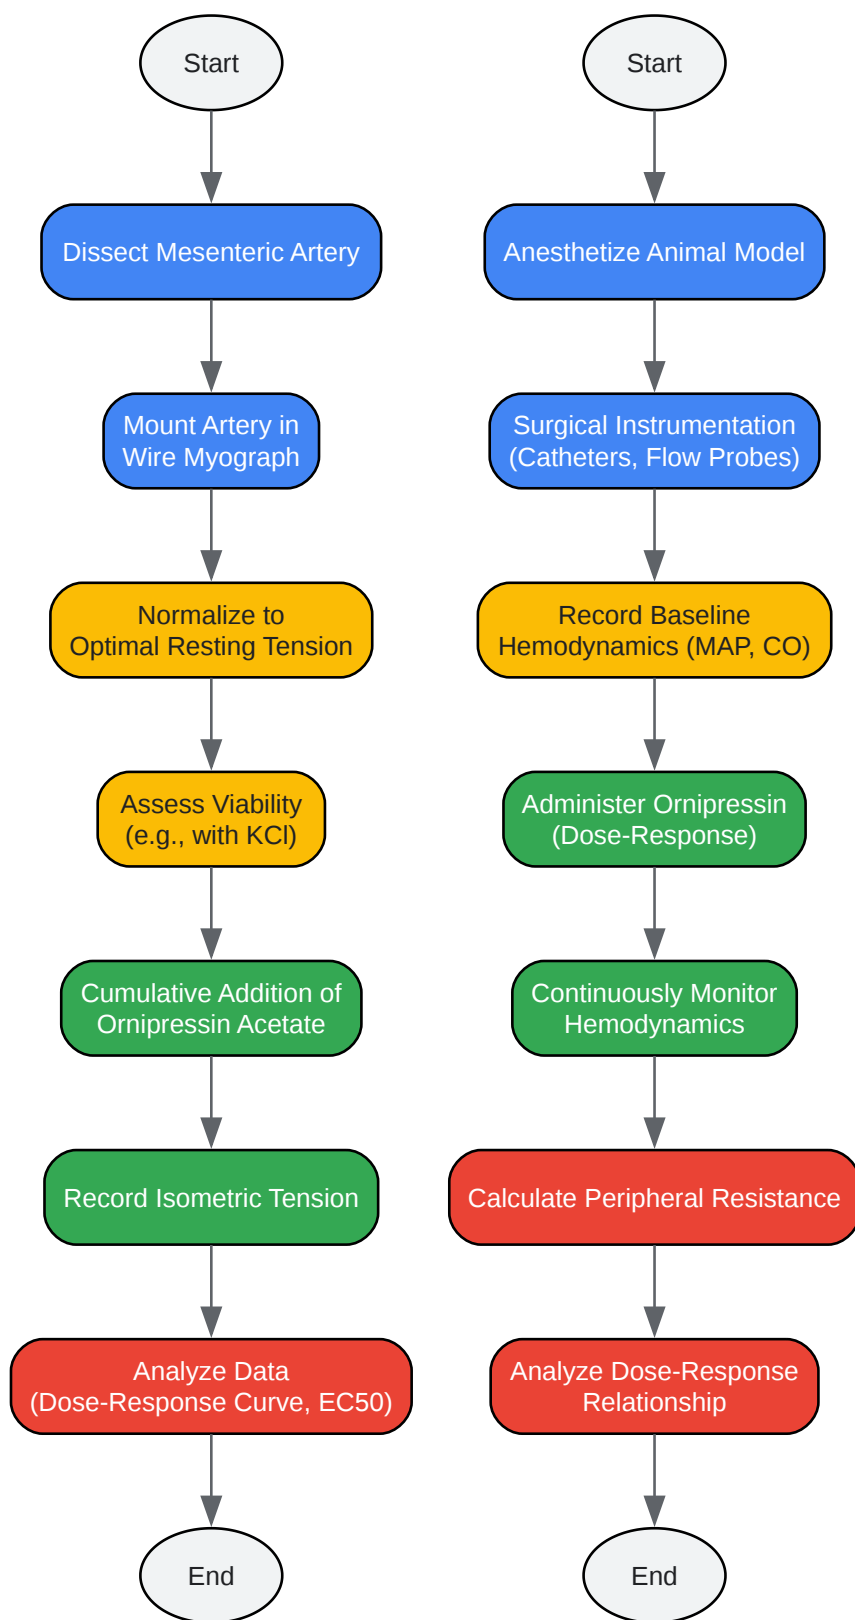 Start
Dissect Mesenteric Artery
Mount Artery in
Wire Myograph
Normalize to
Optimal Resting Tension
Assess Viability
(e.g., with KCl)
Cumulative Addition of
Ornipressin Acetate
Record Isometric Tension
Analyze Data
(Dose-Response Curve, EC50)
End
Start
Anesthetize Animal Model
Surgical Instrumentation
(Catheters, Flow Probes)
Record Baseline
Hemodynamics (MAP, CO)
Administer Ornipressin
(Dose-Response)
Continuously Monitor
Hemodynamics
Calculate Peripheral Resistance
Analyze Dose-Response
Relationship
End